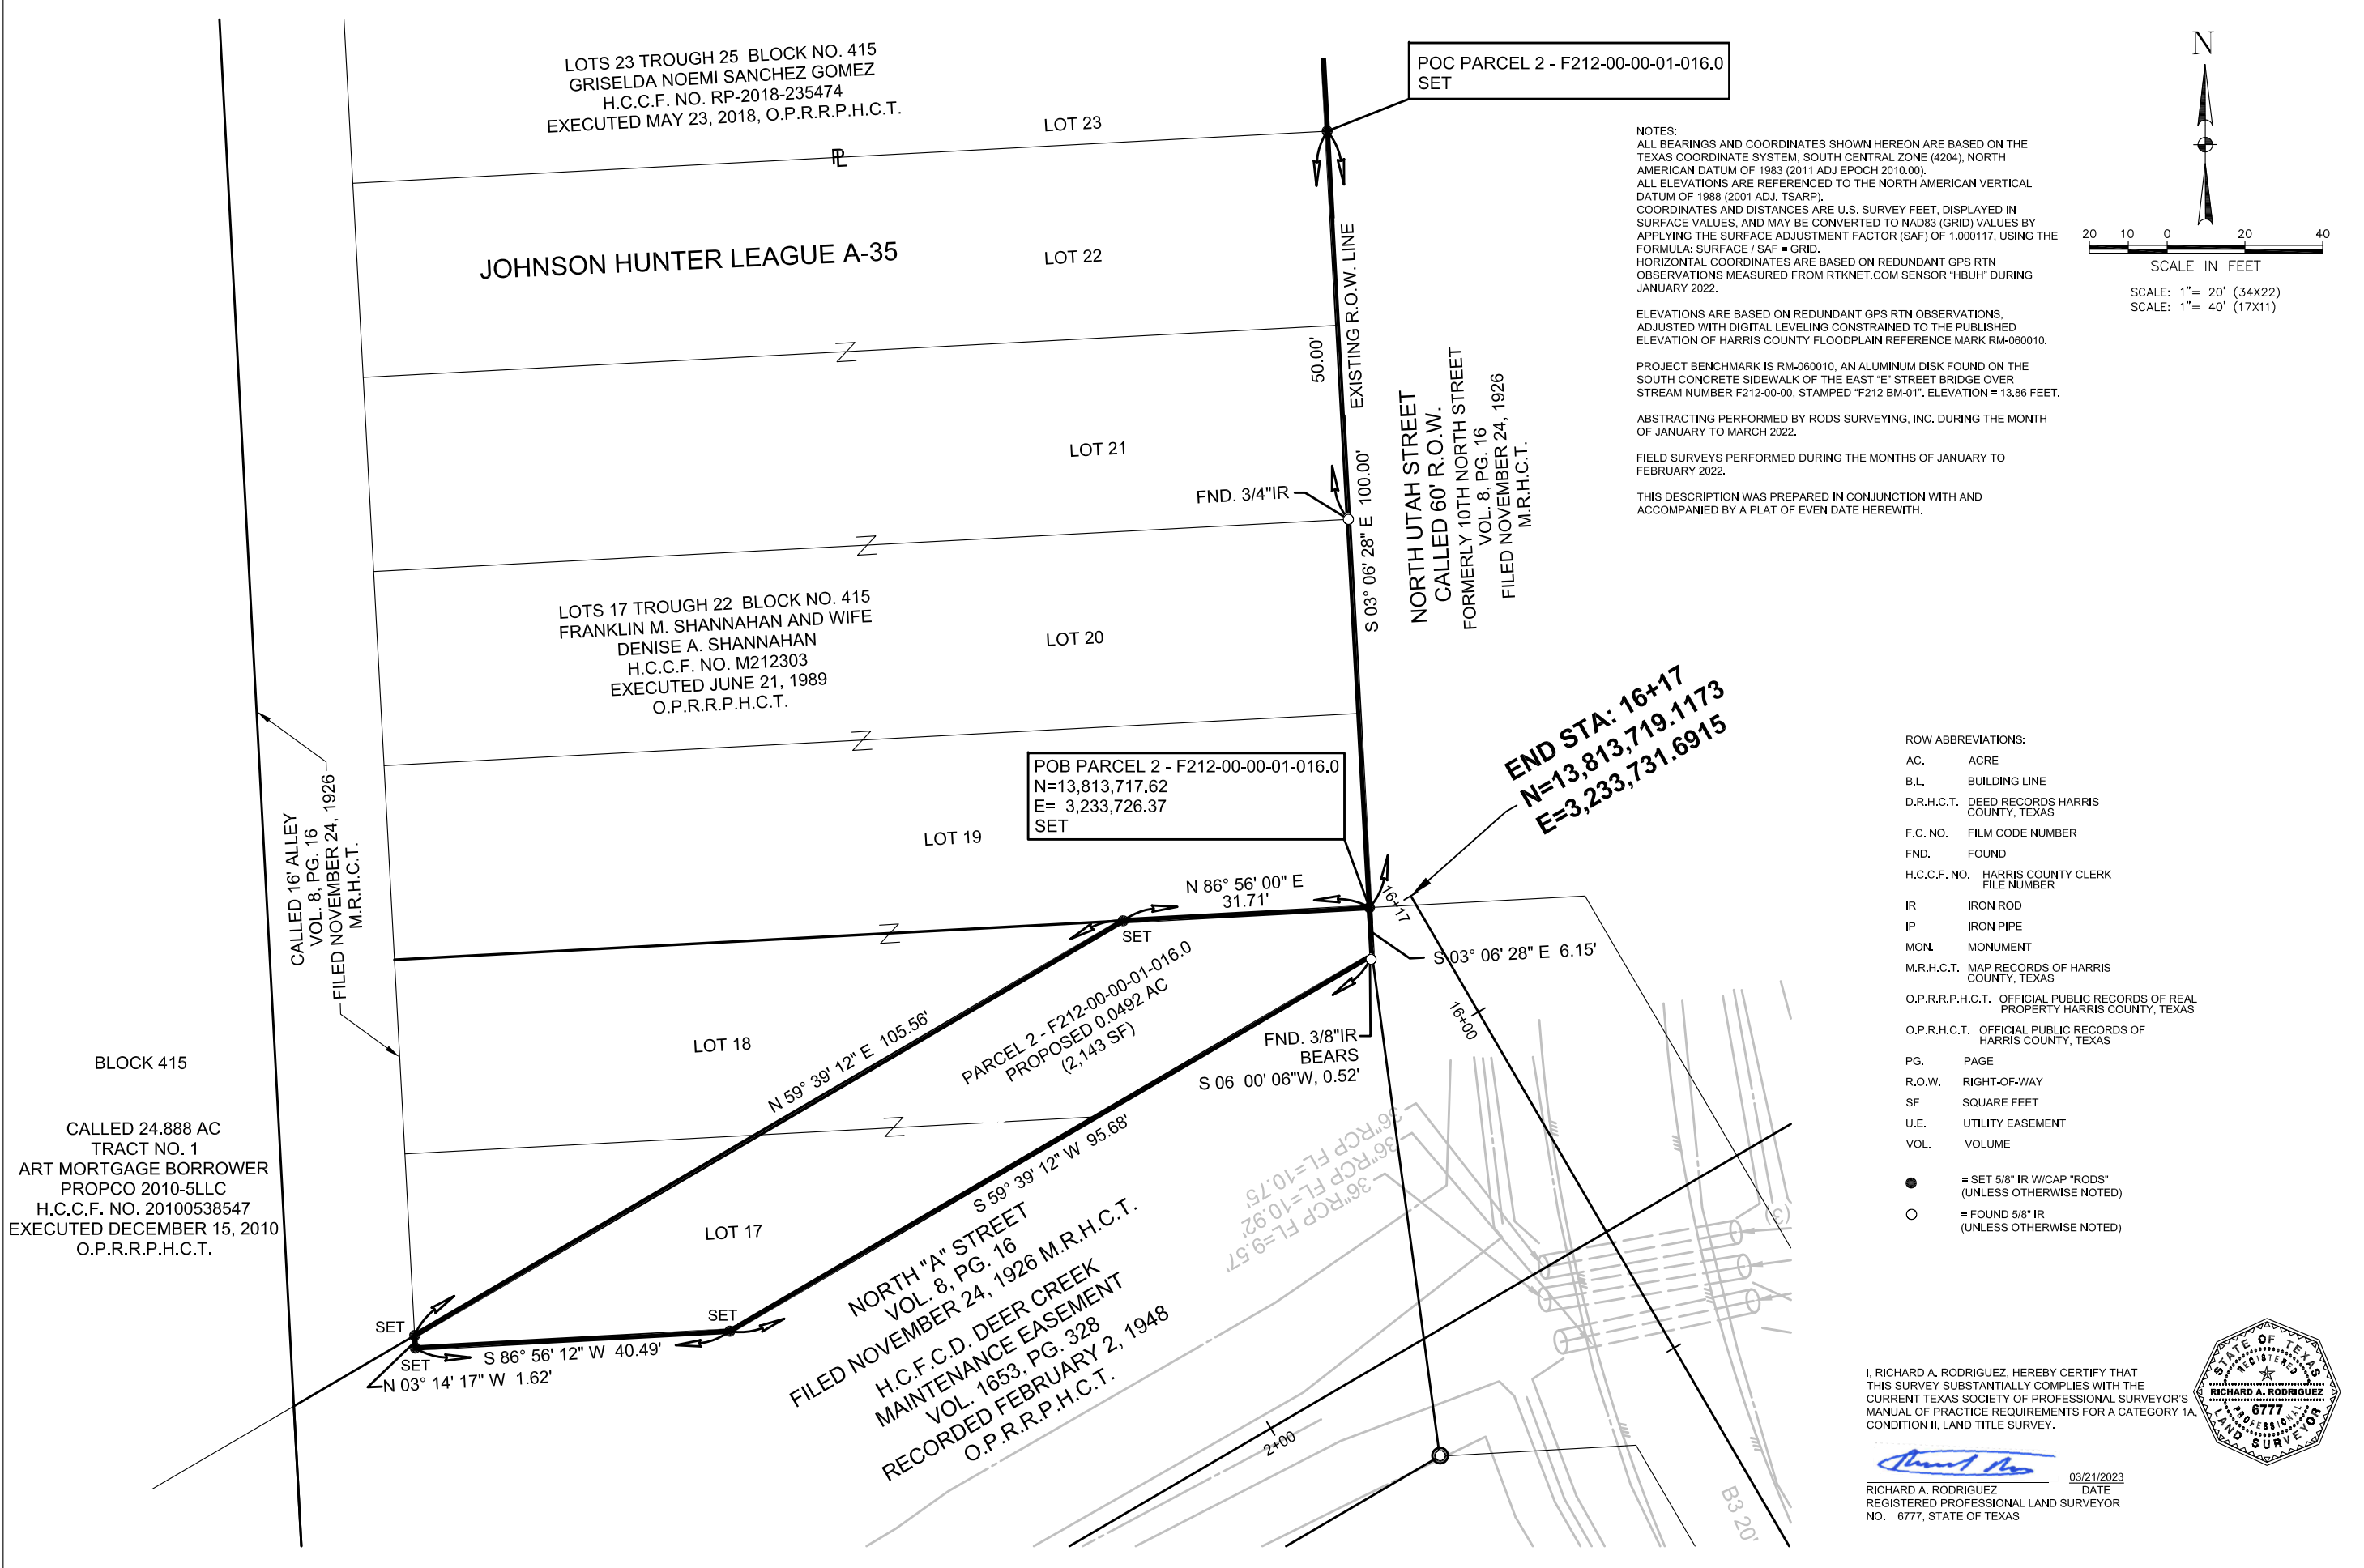 LOTS 23 TROUGH 25 BLOCK NO. 415
GRISELDA NOEMI SANCHEZ GOMEZ
H.C.C.F. NO. RP-2018-235474
EXECUTED MAY 23, 2018, O.P.R.R.P.H.C.T.
LOT 23
POC PARCEL 2 - F212-00-00-01-016.0
SET
JOHNSON HUNTER LEAGUE A-35
LOT 22
50.00'
EXISTING R.O.W. LINE
LOT 21
FND. 3/4"IR
S 03° 06' 28" E 100.00'
NORTH UTAH STREET
CALLED 60' R.O.W.
FORMERLY 10TH NORTH STREET
VOL. 8, PG. 16
FILED NOVEMBER 24, 1926
M.R.H.C.T.
LOTS 17 TROUGH 22 BLOCK NO. 415
FRANKLIN M. SHANNAHAN AND WIFE
DENISE A. SHANNAHAN
H.C.C.F. NO. M212303
EXECUTED JUNE 21, 1989
O.P.R.R.P.H.C.T.
LOT 20
END STA: 16+17
N=13,813,719.1173
E=3,233,731.6915
POB PARCEL 2 - F212-00-00-01-016.0
N=13,813,717.62
E= 3,233,726.37
SET
LOT 19
CALLED 16' ALLEY
VOL. 8, PG. 16
FILED NOVEMBER 24, 1926
M.R.H.C.T.
N 86° 56' 00" E
31.71'
16+17
SET
S 03° 06' 28" E 6.15'
16+00
PARCEL 2 - F212-00-00-01-016.0
PROPOSED 0.0492 AC
(2,143 SF)
N 59° 39' 12" E 105.56'
LOT 18
FND. 3/8"IR
BEARS
S 06 00' 06"W, 0.52'
BLOCK 415
CALLED 24.888 AC
TRACT NO. 1
ART MORTGAGE BORROWER
PROPCO 2010-5LLC
H.C.C.F. NO. 20100538547
EXECUTED DECEMBER 15, 2010
O.P.R.R.P.H.C.T.
S 59° 39' 12" W 95.68'
36"RCP FL=10.75'
36"RCP FL=10.92'
36"RCP FL=9.57'
(3)
LOT 17
NORTH "A" STREET
VOL. 8, PG. 16
FILED NOVEMBER 24, 1926 M.R.H.C.T.
H.C.F.C.D. DEER CREEK
MAINTENANCE EASEMENT
VOL. 1653, PG. 328
RECORDED FEBRUARY 2, 1948
O.P.R.R.P.H.C.T.
SET
SET
SET
S 86° 56' 12" W 40.49'
N 03° 14' 17" W 1.62'
2+00
B3 20'
N
20 10 0 20 40
SCALE IN FEET
SCALE: 1"= 20' (34X22)
SCALE: 1"= 40' (17X11)
NOTES:
ALL BEARINGS AND COORDINATES SHOWN HEREON ARE BASED ON THE
TEXAS COORDINATE SYSTEM, SOUTH CENTRAL ZONE (4204), NORTH
AMERICAN DATUM OF 1983 (2011 ADJ EPOCH 2010.00).
ALL ELEVATIONS ARE REFERENCED TO THE NORTH AMERICAN VERTICAL
DATUM OF 1988 (2001 ADJ. TSARP).
COORDINATES AND DISTANCES ARE U.S. SURVEY FEET, DISPLAYED IN
SURFACE VALUES, AND MAY BE CONVERTED TO NAD83 (GRID) VALUES BY
APPLYING THE SURFACE ADJUSTMENT FACTOR (SAF) OF 1.000117, USING THE
FORMULA: SURFACE / SAF = GRID.
HORIZONTAL COORDINATES ARE BASED ON REDUNDANT GPS RTN
OBSERVATIONS MEASURED FROM RTKNET.COM SENSOR "HBUH" DURING
JANUARY 2022.
ELEVATIONS ARE BASED ON REDUNDANT GPS RTN OBSERVATIONS,
ADJUSTED WITH DIGITAL LEVELING CONSTRAINED TO THE PUBLISHED
ELEVATION OF HARRIS COUNTY FLOODPLAIN REFERENCE MARK RM-060010.
PROJECT BENCHMARK IS RM-060010, AN ALUMINUM DISK FOUND ON THE
SOUTH CONCRETE SIDEWALK OF THE EAST "E" STREET BRIDGE OVER
STREAM NUMBER F212-00-00, STAMPED "F212 BM-01". ELEVATION = 13.86 FEET.
ABSTRACTING PERFORMED BY RODS SURVEYING, INC. DURING THE MONTH
OF JANUARY TO MARCH 2022.
FIELD SURVEYS PERFORMED DURING THE MONTHS OF JANUARY TO
FEBRUARY 2022.
THIS DESCRIPTION WAS PREPARED IN CONJUNCTION WITH AND
ACCOMPANIED BY A PLAT OF EVEN DATE HEREWITH.
ROW ABBREVIATIONS:
AC. ACRE
B.L. BUILDING LINE
D.R.H.C.T. DEED RECORDS HARRIS
COUNTY, TEXAS
F.C. NO. FILM CODE NUMBER
FND. FOUND
H.C.C.F. NO. HARRIS COUNTY CLERK
FILE NUMBER
IR IRON ROD
IP IRON PIPE
MON. MONUMENT
M.R.H.C.T. MAP RECORDS OF HARRIS
COUNTY, TEXAS
O.P.R.R.P.H.C.T. OFFICIAL PUBLIC RECORDS OF REAL
PROPERTY HARRIS COUNTY, TEXAS
O.P.R.H.C.T. OFFICIAL PUBLIC RECORDS OF
HARRIS COUNTY, TEXAS
PG. PAGE
R.O.W. RIGHT-OF-WAY
SF SQUARE FEET
U.E. UTILITY EASEMENT
VOL. VOLUME
= SET 5/8" IR W/CAP "RODS"
(UNLESS OTHERWISE NOTED)
= FOUND 5/8" IR
(UNLESS OTHERWISE NOTED)
I, RICHARD A. RODRIGUEZ, HEREBY CERTIFY THAT
THIS SURVEY SUBSTANTIALLY COMPLIES WITH THE
CURRENT TEXAS SOCIETY OF PROFESSIONAL SURVEYOR'S
MANUAL OF PRACTICE REQUIREMENTS FOR A CATEGORY 1A,
CONDITION II, LAND TITLE SURVEY.
STATE OF TEXAS
REGISTERED
RICHARD A. RODRIGUEZ
6777
PROFESSIONAL
LAND SURVEYOR
03/21/2023
RICHARD A. RODRIGUEZ DATE
REGISTERED PROFESSIONAL LAND SURVEYOR
NO. 6777, STATE OF TEXAS